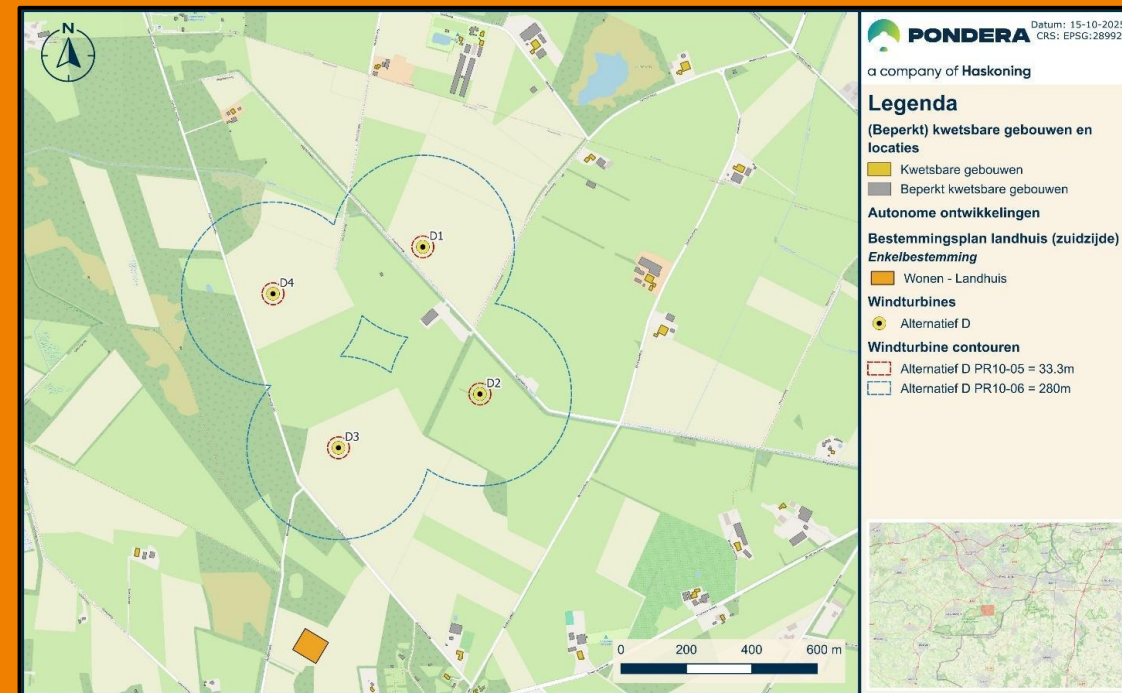 N
D1
D4
D2
D3
0 200 400 600 m
PONDERA
Datum: 15-10-2025
CRS: EPSG:28992
a company of Haskoning
Legenda
(Beperkt) kwetsbare gebouwen en
locaties
Kwetsbare gebouwen
Beperkt kwetsbare gebouwen
Autonome ontwikkelingen
Bestemmingsplan landhuis (zuidzijde)
Enkelbestemming
Wonen - Landhuis
Windturbines
Alternatief D
Windturbine contouren
Alternatief D PR10-05 = 33.3m
Alternatief D PR10-06 = 280m